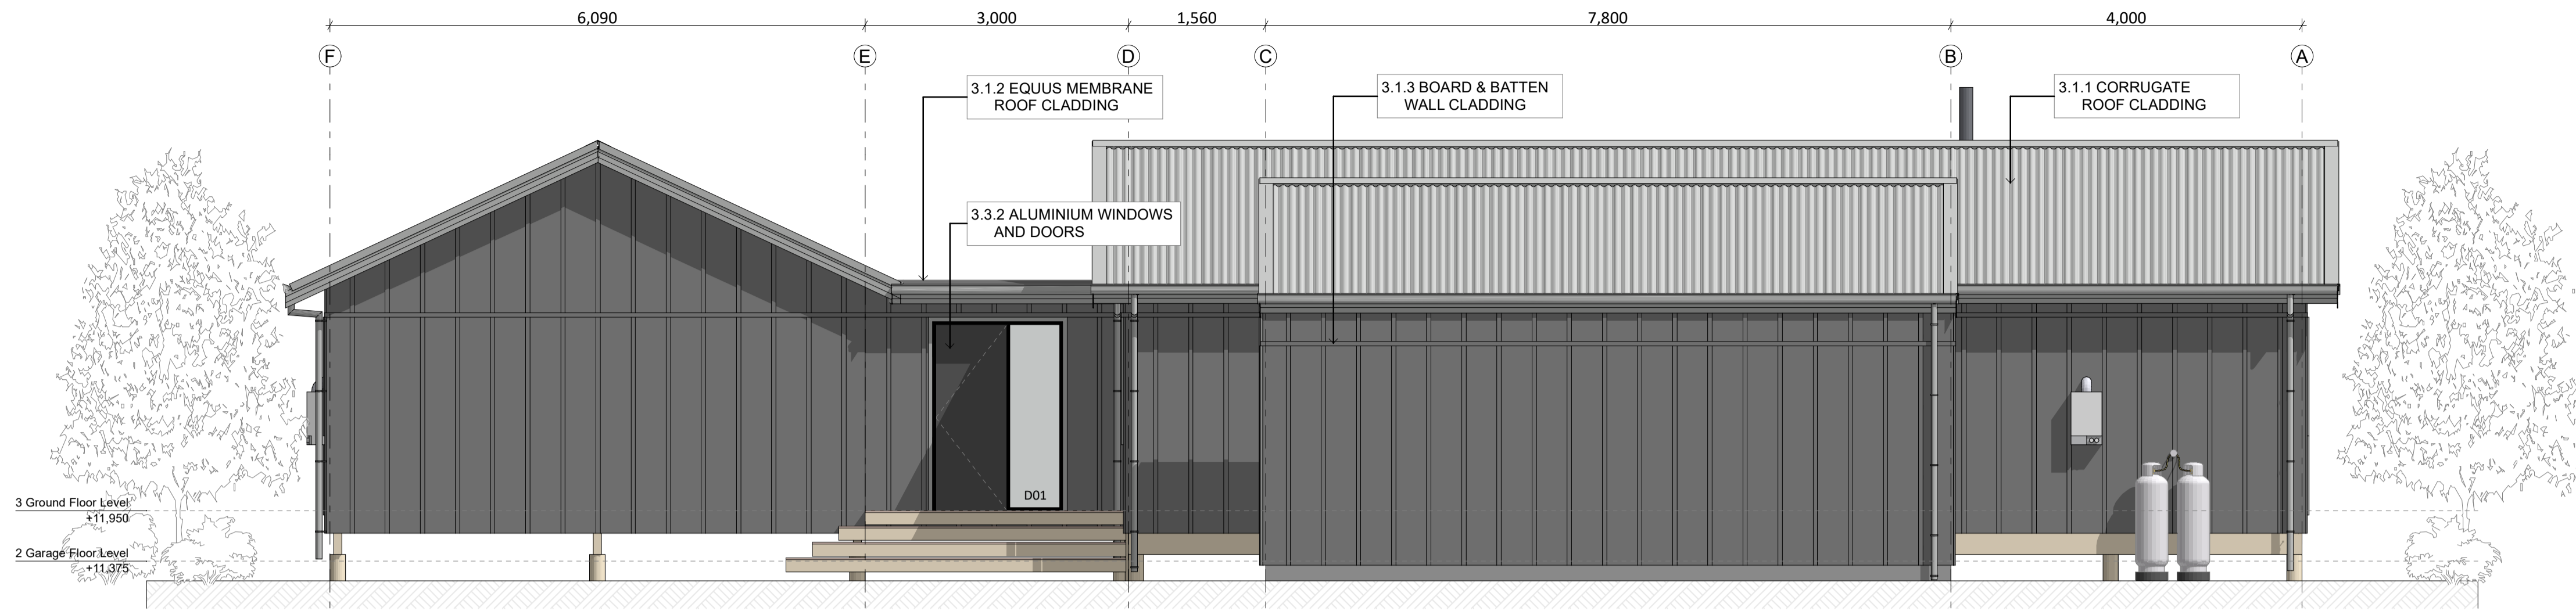 6,090
3,000
1,560
7,800
4,000
F
E
D
C
B
A
3.1.2 EQUUS MEMBRANE
ROOF CLADDING
3.1.3 BOARD & BATTEN
WALL CLADDING
3.1.1 CORRUGATE
ROOF CLADDING
3.3.2 ALUMINIUM WINDOWS
AND DOORS
D01
3 Ground Floor Level
+11,950
2 Garage Floor Level
+11,375